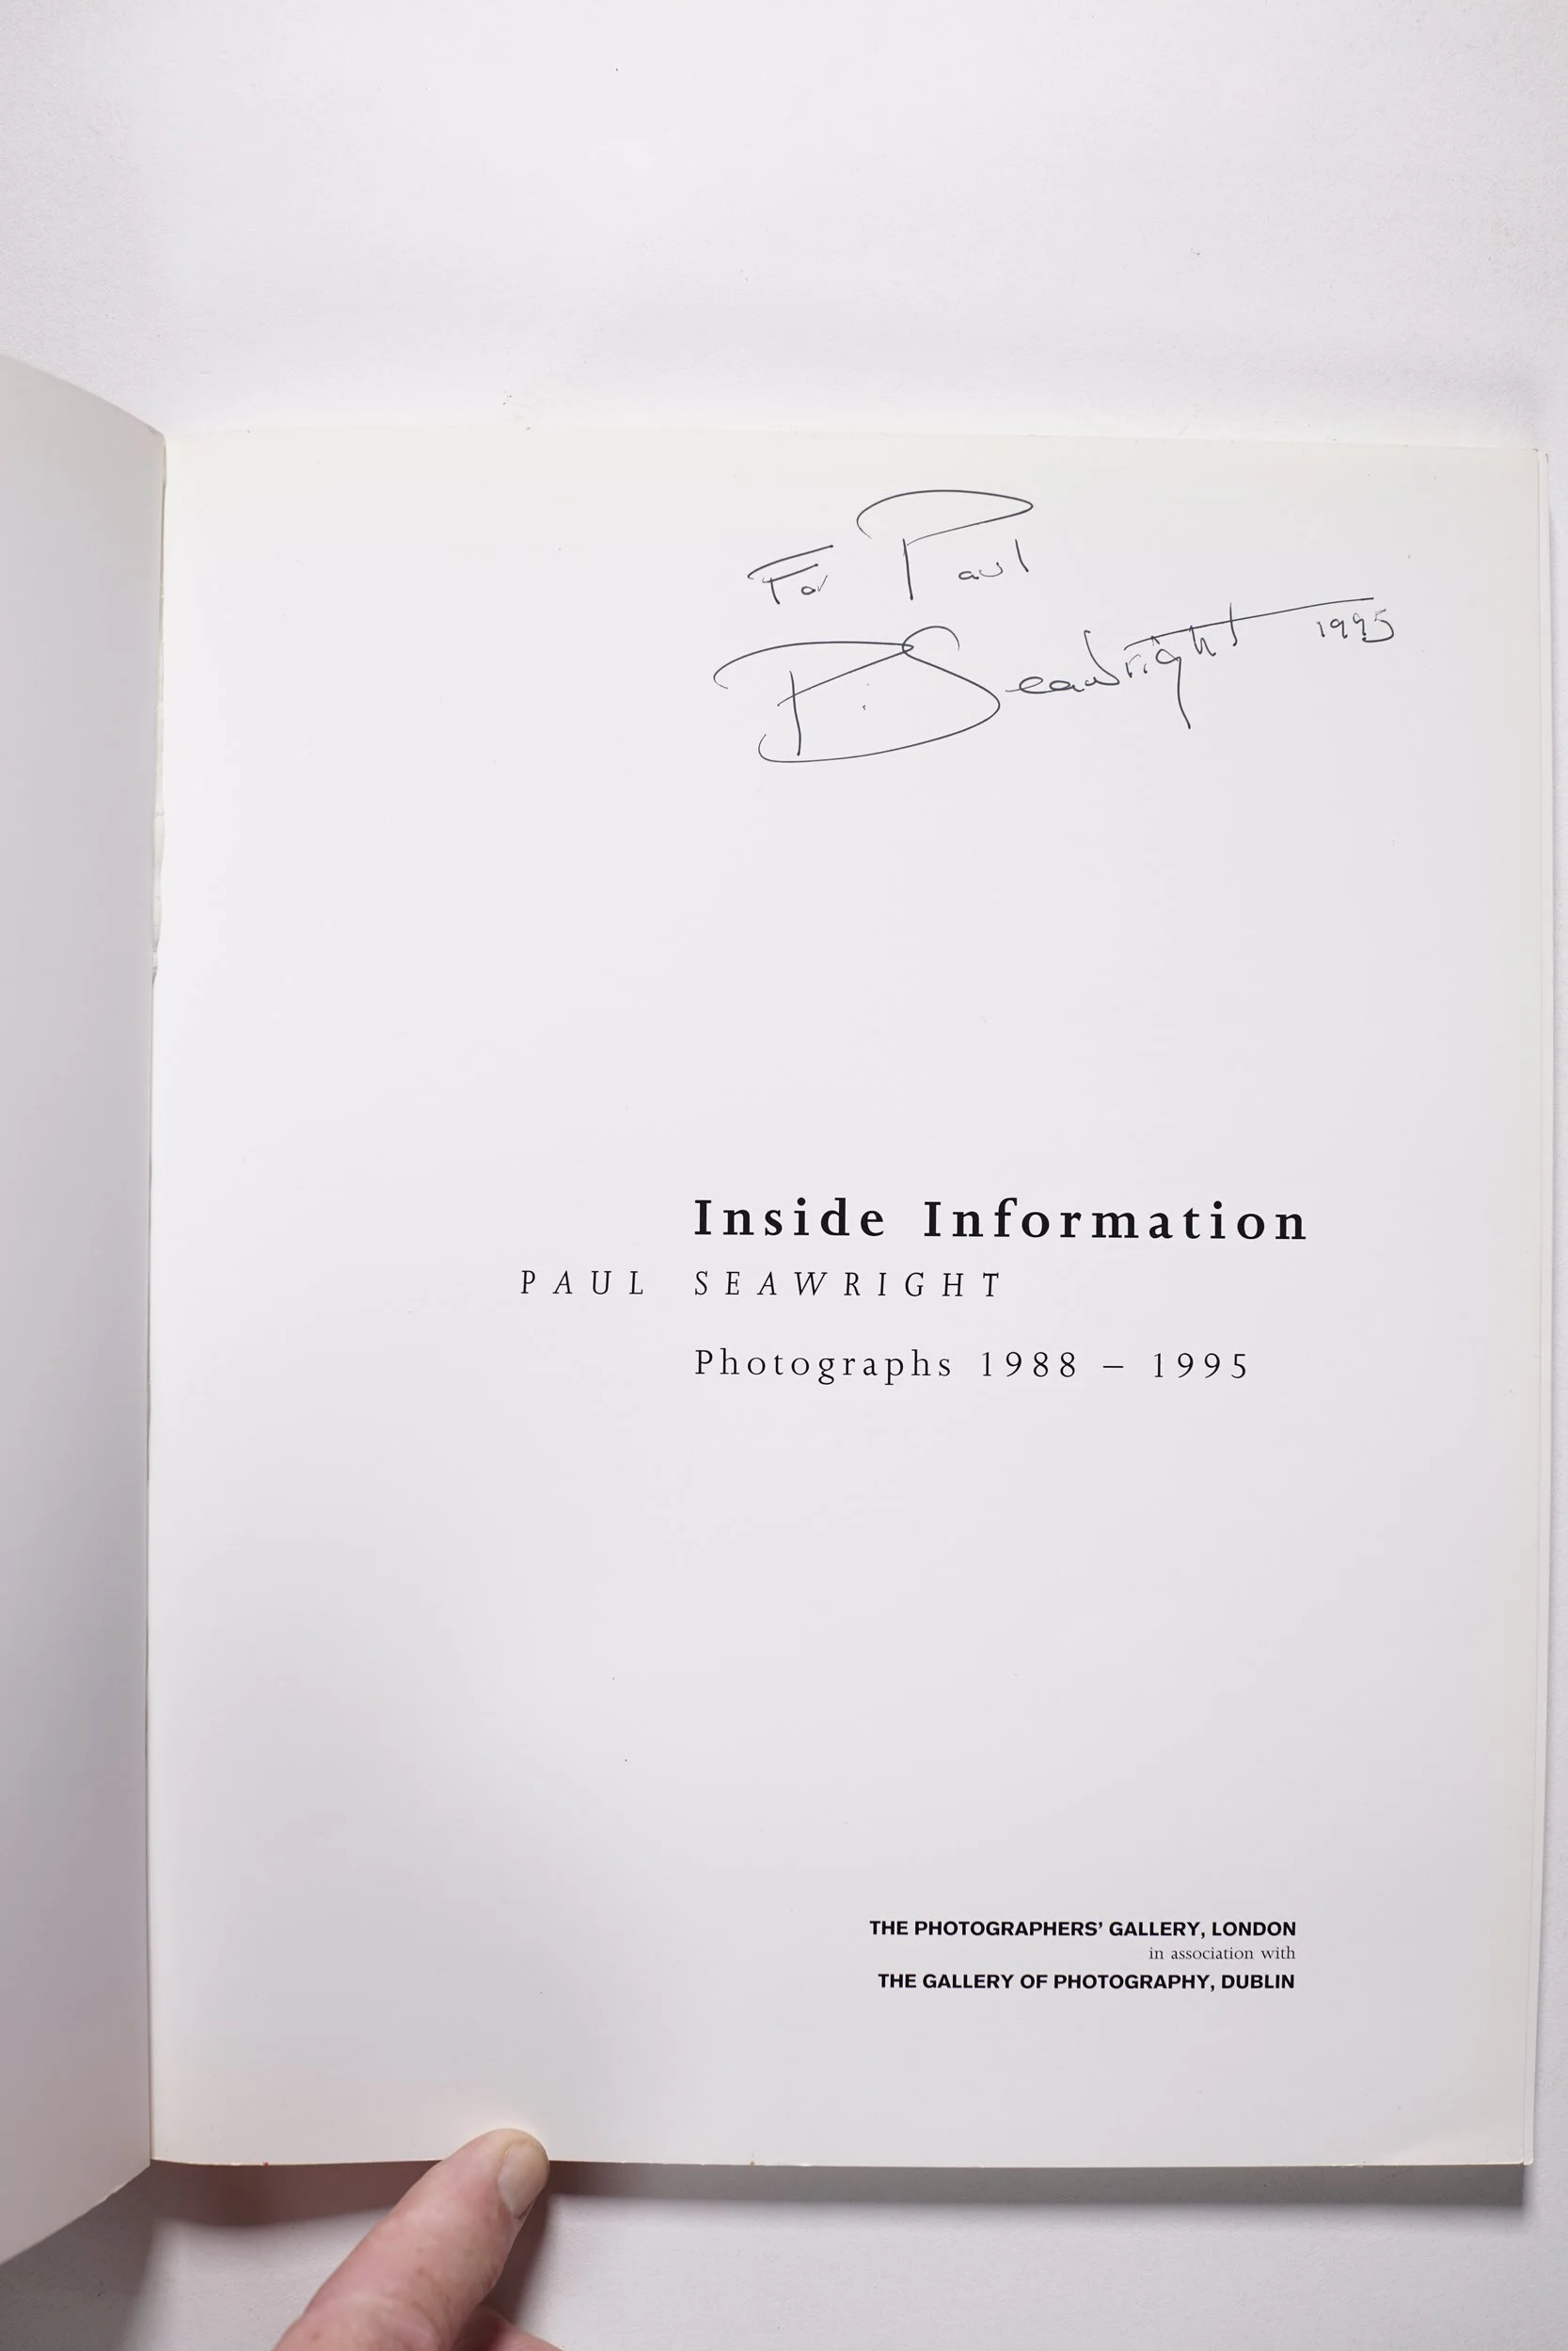 For Paul
P. Seawright 1995
Inside Information
PAUL SEAWRIGHT
Photographs 1988 – 1995
THE PHOTOGRAPHERS’ GALLERY, LONDON
in association with
THE GALLERY OF PHOTOGRAPHY, DUBLIN